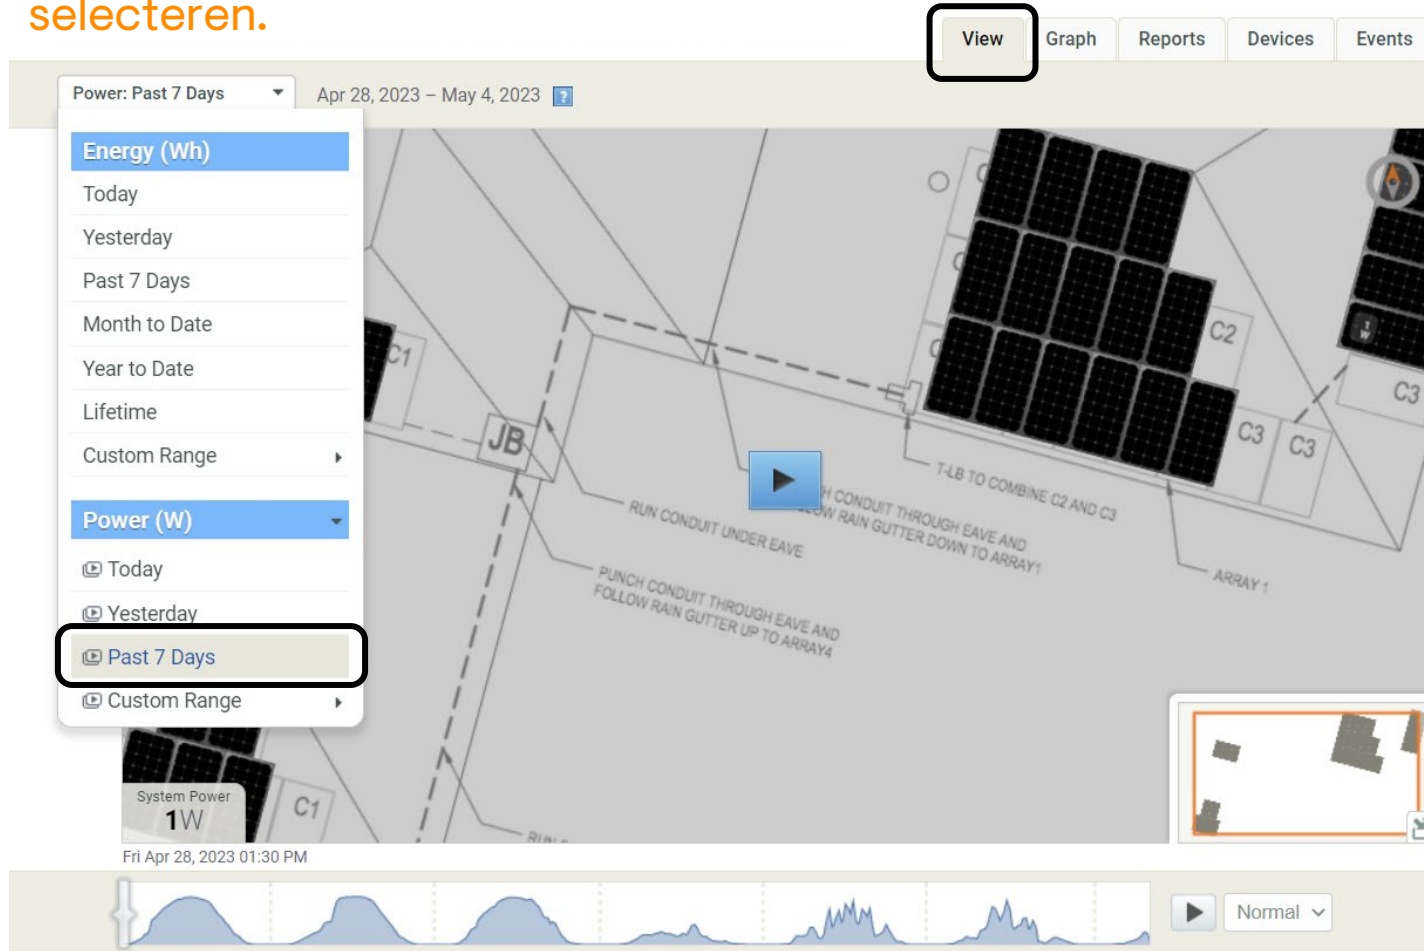 selecteren.
View
Graph
Reports
Devices
Events
Power: Past 7 Days
Apr 28, 2023 – May 4, 2023
?
Energy (Wh)
Today
Yesterday
Past 7 Days
Month to Date
Year to Date
Lifetime
Custom Range
Power (W)
Today
Yesterday
Past 7 Days
Custom Range
C2
C3
C3
C3
C1
JB
1
W
T-LB TO COMBINE C2 AND C3
H CONDUIT THROUGH EAVE AND
OW RAIN GUTTER DOWN TO ARRAY1
RUN CONDUIT UNDER EAVE
PUNCH CONDUIT THROUGH EAVE AND
FOLLOW RAIN GUTTER UP TO ARRAY4
ARRAY 1
C1
System Power
1W
Fri Apr 28, 2023 01:30 PM
Normal